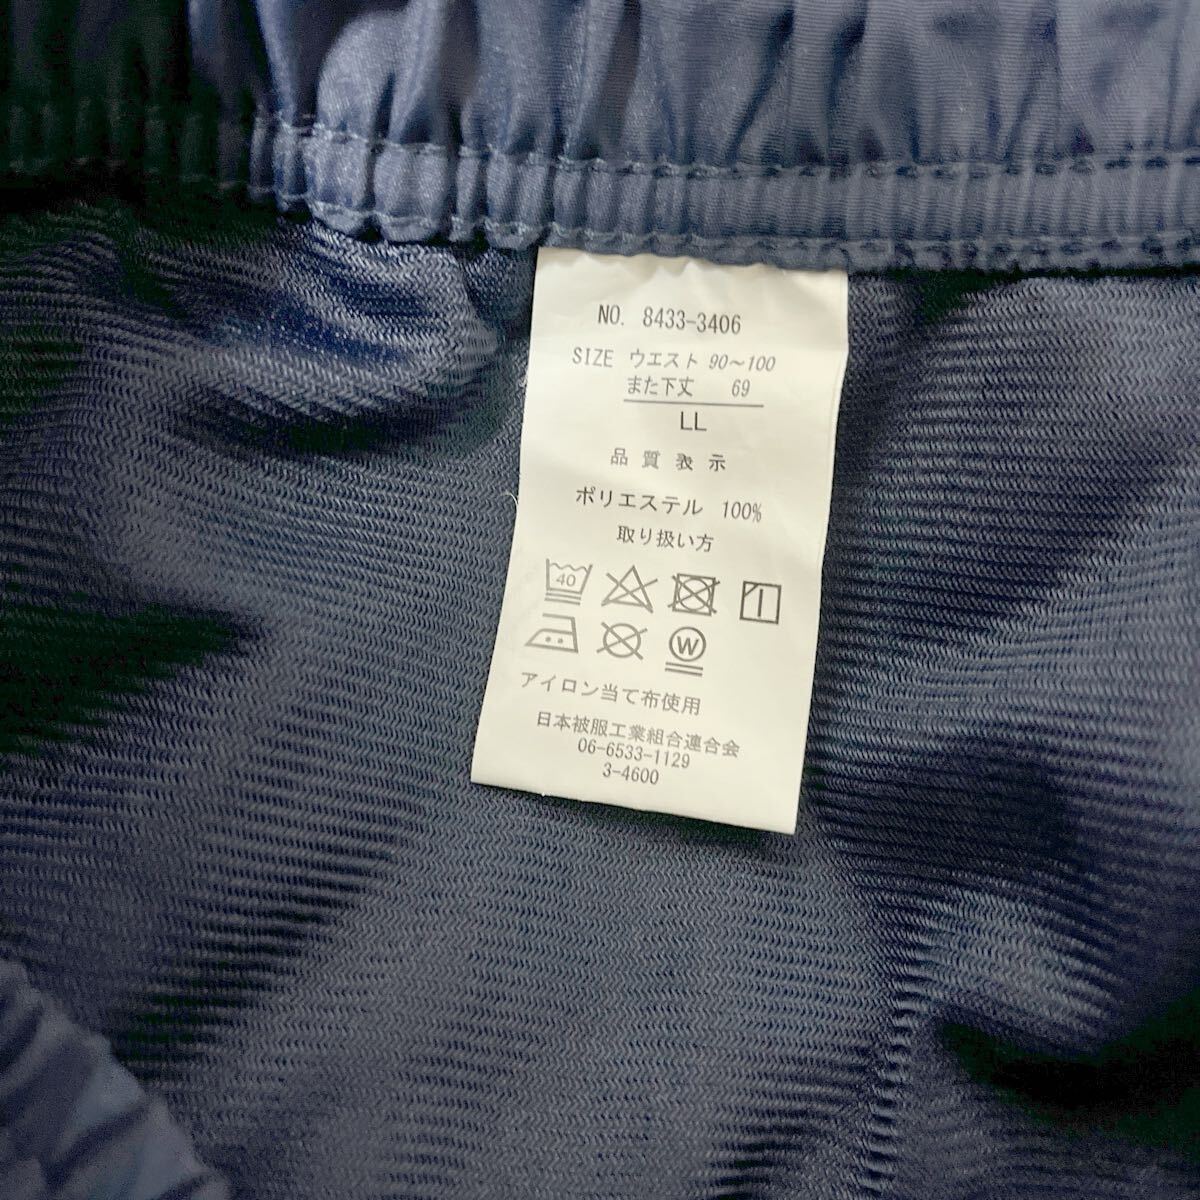 NO. 8433-3406
SIZE ウエスト 90～100
また下丈 69
LL
品質表示
ポリエステル 100%
取り扱い方
40
W
アイロン当て布使用
日本被服工業組合連合会
06-6533-1129
3-4600